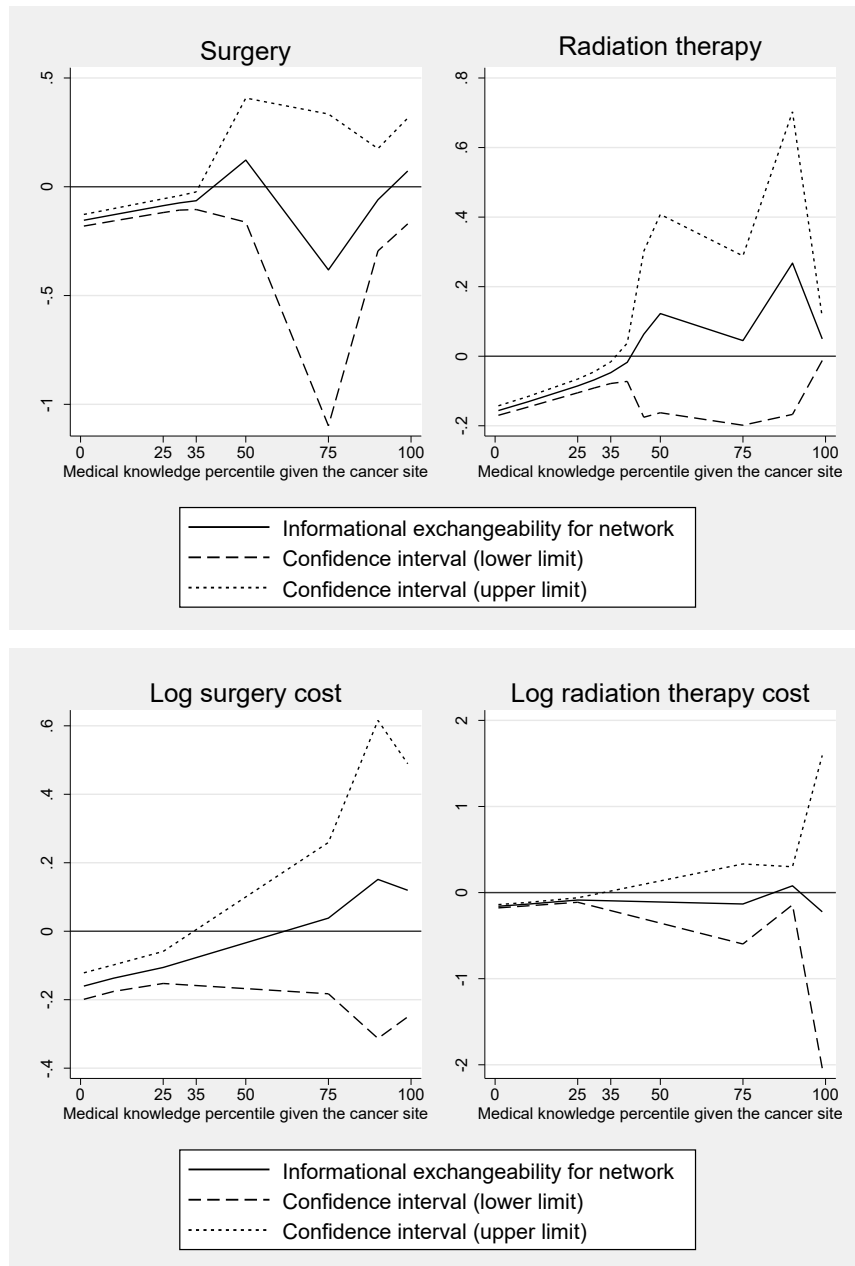 Surgery
.5
0
-.5
-1
0 25 35 50 75 100
Medical knowledge percentile given the cancer site
Radiation therapy
.8
.6
.4
.2
0
-.2
0 25 35 50 75 100
Medical knowledge percentile given the cancer site
Informational exchangeability for network
Confidence interval (lower limit)
Confidence interval (upper limit)
Log surgery cost
.6
.4
.2
0
-.2
-.4
0 25 35 50 75 100
Medical knowledge percentile given the cancer site
Log radiation therapy cost
2
1
0
-1
-2
0 25 35 50 75 100
Medical knowledge percentile given the cancer site
Informational exchangeability for network
Confidence interval (lower limit)
Confidence interval (upper limit)